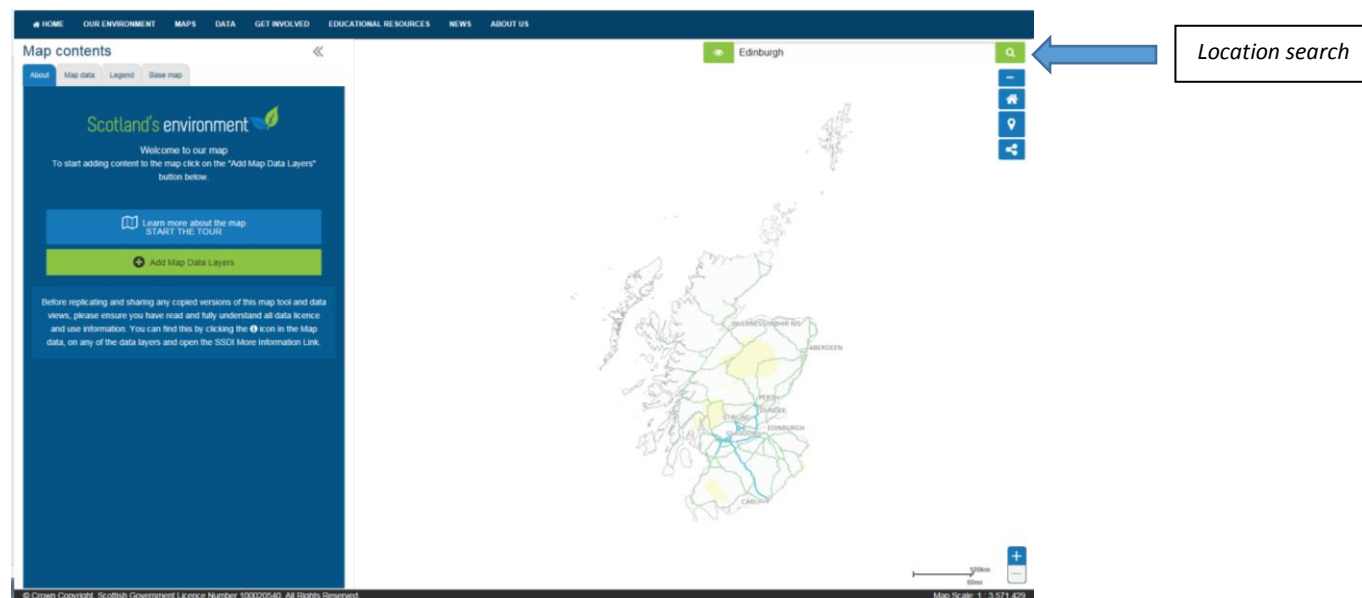 HOME OUR ENVIRONMENT MAPS DATA GET INVOLVED EDUCATIONAL RESOURCES NEWS ABOUT US
Map contents
Edinburgh
Location search
About Map data Legend Base map
Scotland's environment
Welcome to our map
To start adding content to the map click on the "Add Map Data Layers"
button below.
Learn more about the map
START THE TOUR
Add Map Data Layers
Before replicating and sharing any copied versions of this map tool and data
views, please ensure you have read and fully understand all data licence
and use information. You can find this by clicking the i icon in the Map
data, on any of the data layers and open the SSDI More Information Link.
ABERDEEN
PERTH
DUNDEE
STIRLING
EDINBURGH
100km
60mi
© Crown Copyright. Scottish Government Licence Number 100020540. All Rights Reserved.
Map Scale: 1 : 3,571,429